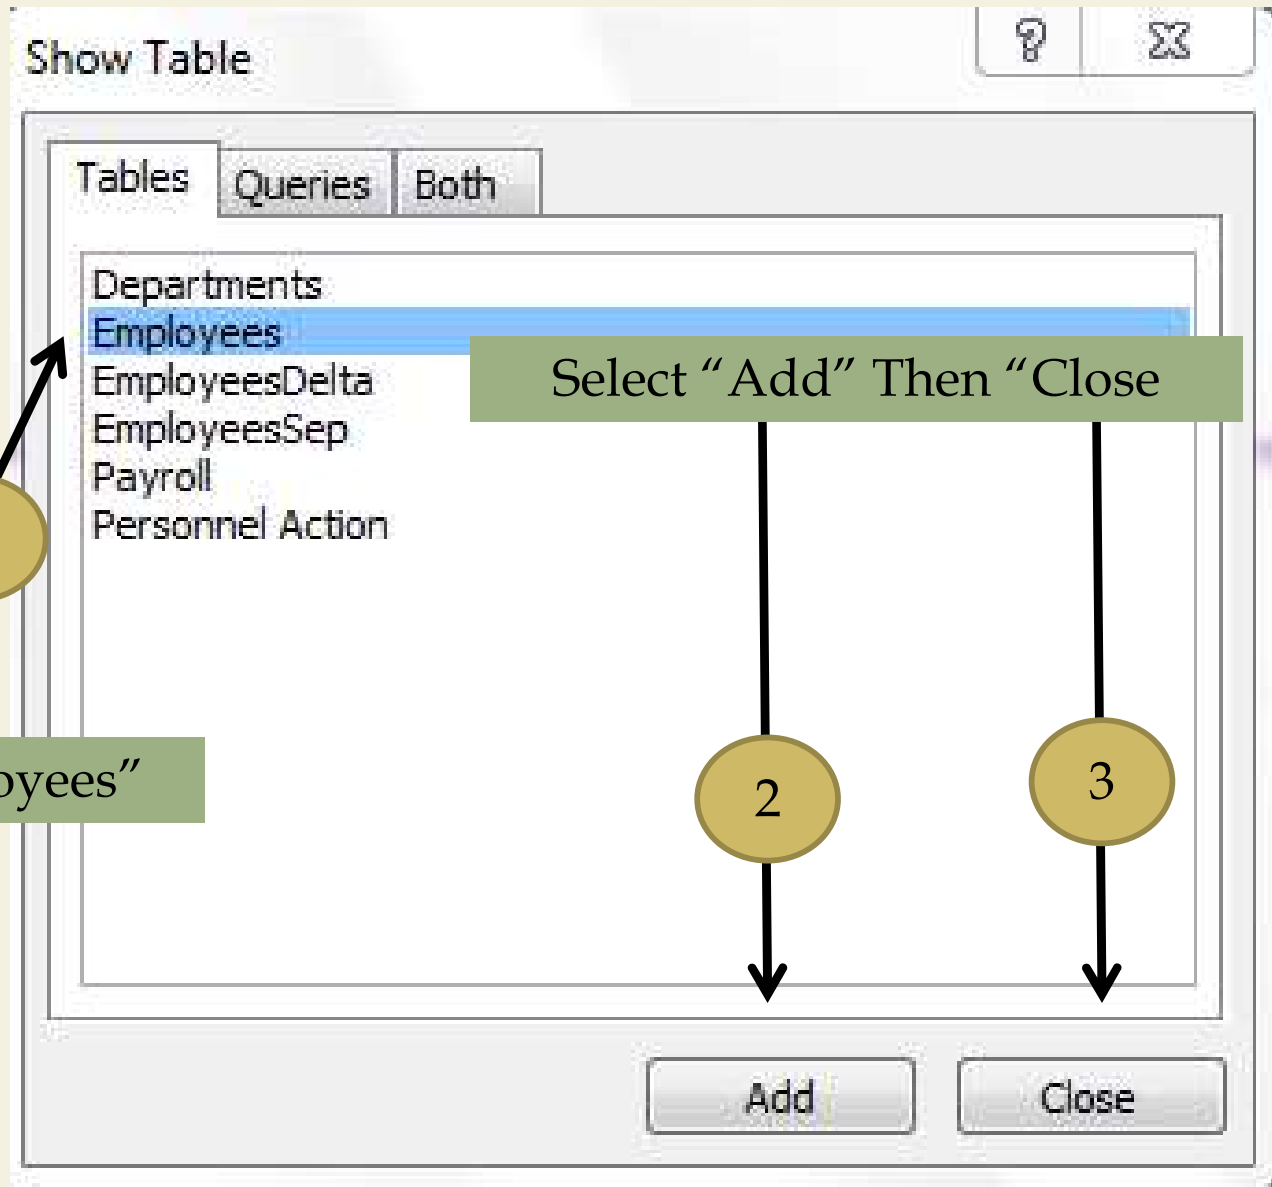 Show Table
Tables Queries Both
Departments
Employees
EmployeesDelta
EmployeesSep
Payroll
Personnel Action
Select “Add” Then “Close
oyees”
2
3
Add Close